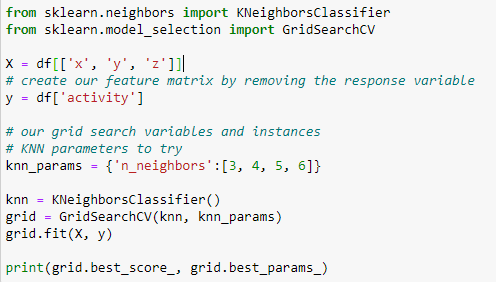 from sklearn.neighbors import KNeighborsClassifier
from sklearn.model_selection import GridSearchCV
X = df[['x', 'y', 'z']]
# create our feature matrix by removing the response variable
y = df['activity']
# our grid search variables and instances
# KNN parameters to try
knn_params = {'n_neighbors':[3, 4, 5, 6]}
knn = KNeighborsClassifier()
grid = GridSearchCV(knn, knn_params)
grid.fit(X, y)
print(grid.best_score_, grid.best_params_)